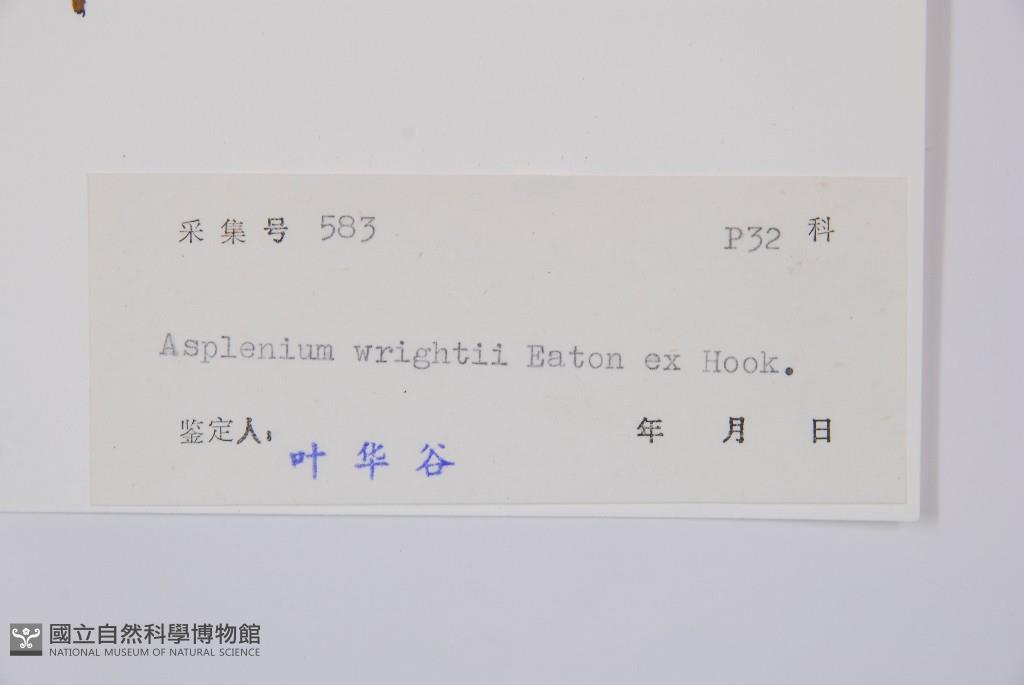 采集号 583 P32 科
Asplenium wrightii Eaton ex Hook.
鉴定人: 叶华谷 年 月 日
國立自然科學博物館
NATIONAL MUSEUM OF NATURAL SCIENCE